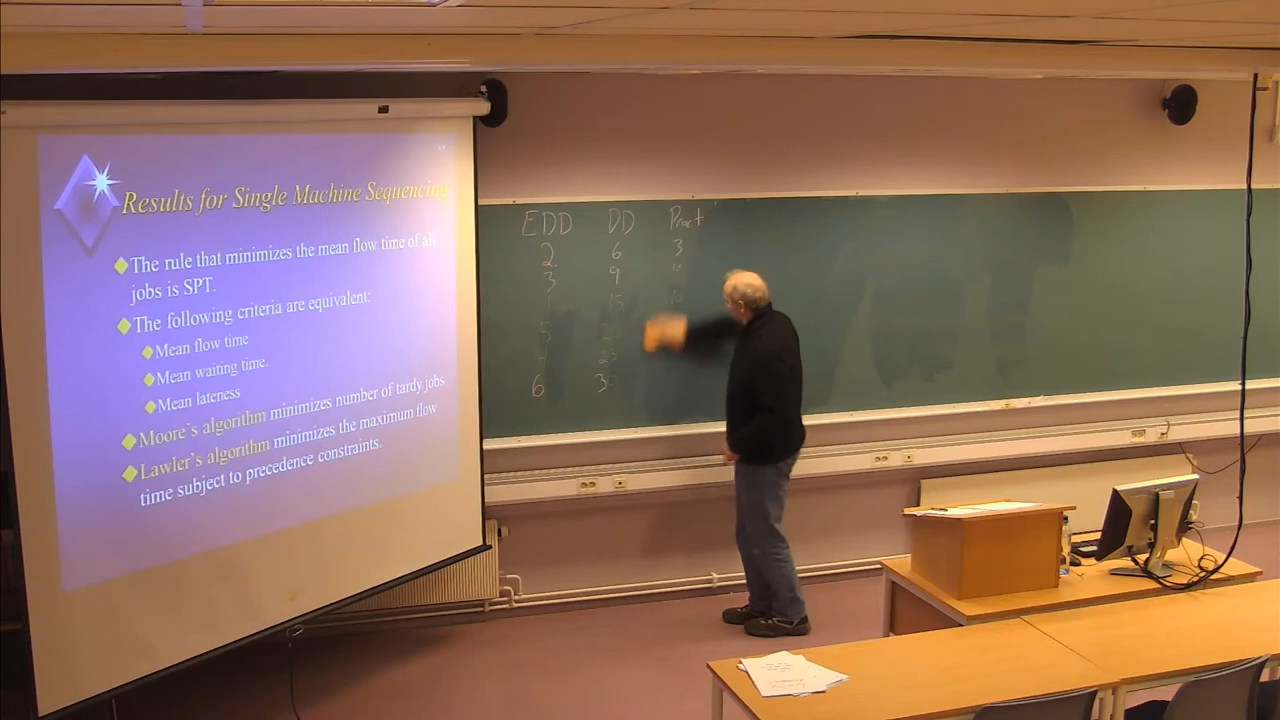 Results for Single Machine Sequencing
The rule that minimizes the mean flow time of all
jobs is SPT.
The following criteria are equivalent:
Mean flow time
Mean waiting time.
Mean lateness
Moore's algorithm minimizes number of tardy jobs
Lawler's algorithm minimizes the maximum flow
time subject to precedence constraints.
EDD DD
2 6 3
3 9
15
5
6 30